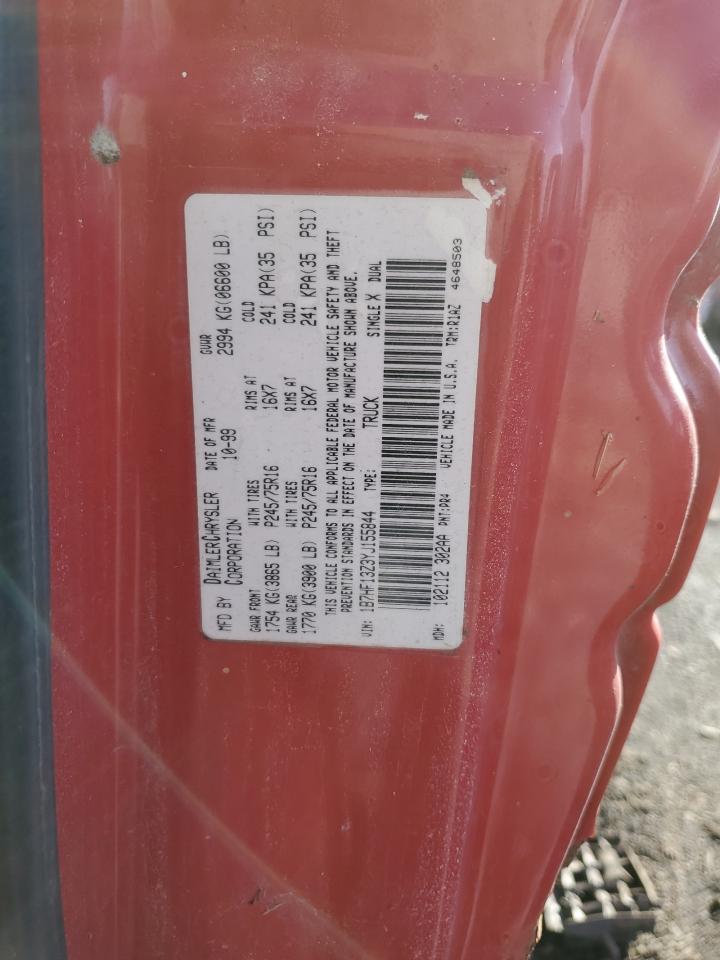 MFD BY DAIMLERCHRYSLER CORPORATION DATE OF MFR 10-99 GVWR 2994 KG(06600 LB)
GAWR FRONT WITH TIRES RIMS AT COLD
1754 KG(3865 LB) P245/75R16 16X7 241 KPA(35 PSI)
GAWR REAR WITH TIRES RIMS AT COLD
1770 KG(3900 LB) P245/75R16 16X7 241 KPA(35 PSI)
THIS VEHICLE CONFORMS TO ALL APPLICABLE FEDERAL MOTOR VEHICLE SAFETY AND THEFT
PREVENTION STANDARDS IN EFFECT ON THE DATE OF MANUFACTURE SHOWN ABOVE.
VIN: 1B7HF13Z3YJ155844 TYPE: TRUCK SINGLE X DUAL
MDH: 102112 302AA PNT:PR4 VEHICLE MADE IN U.S.A. TRM:R1AZ 4648503